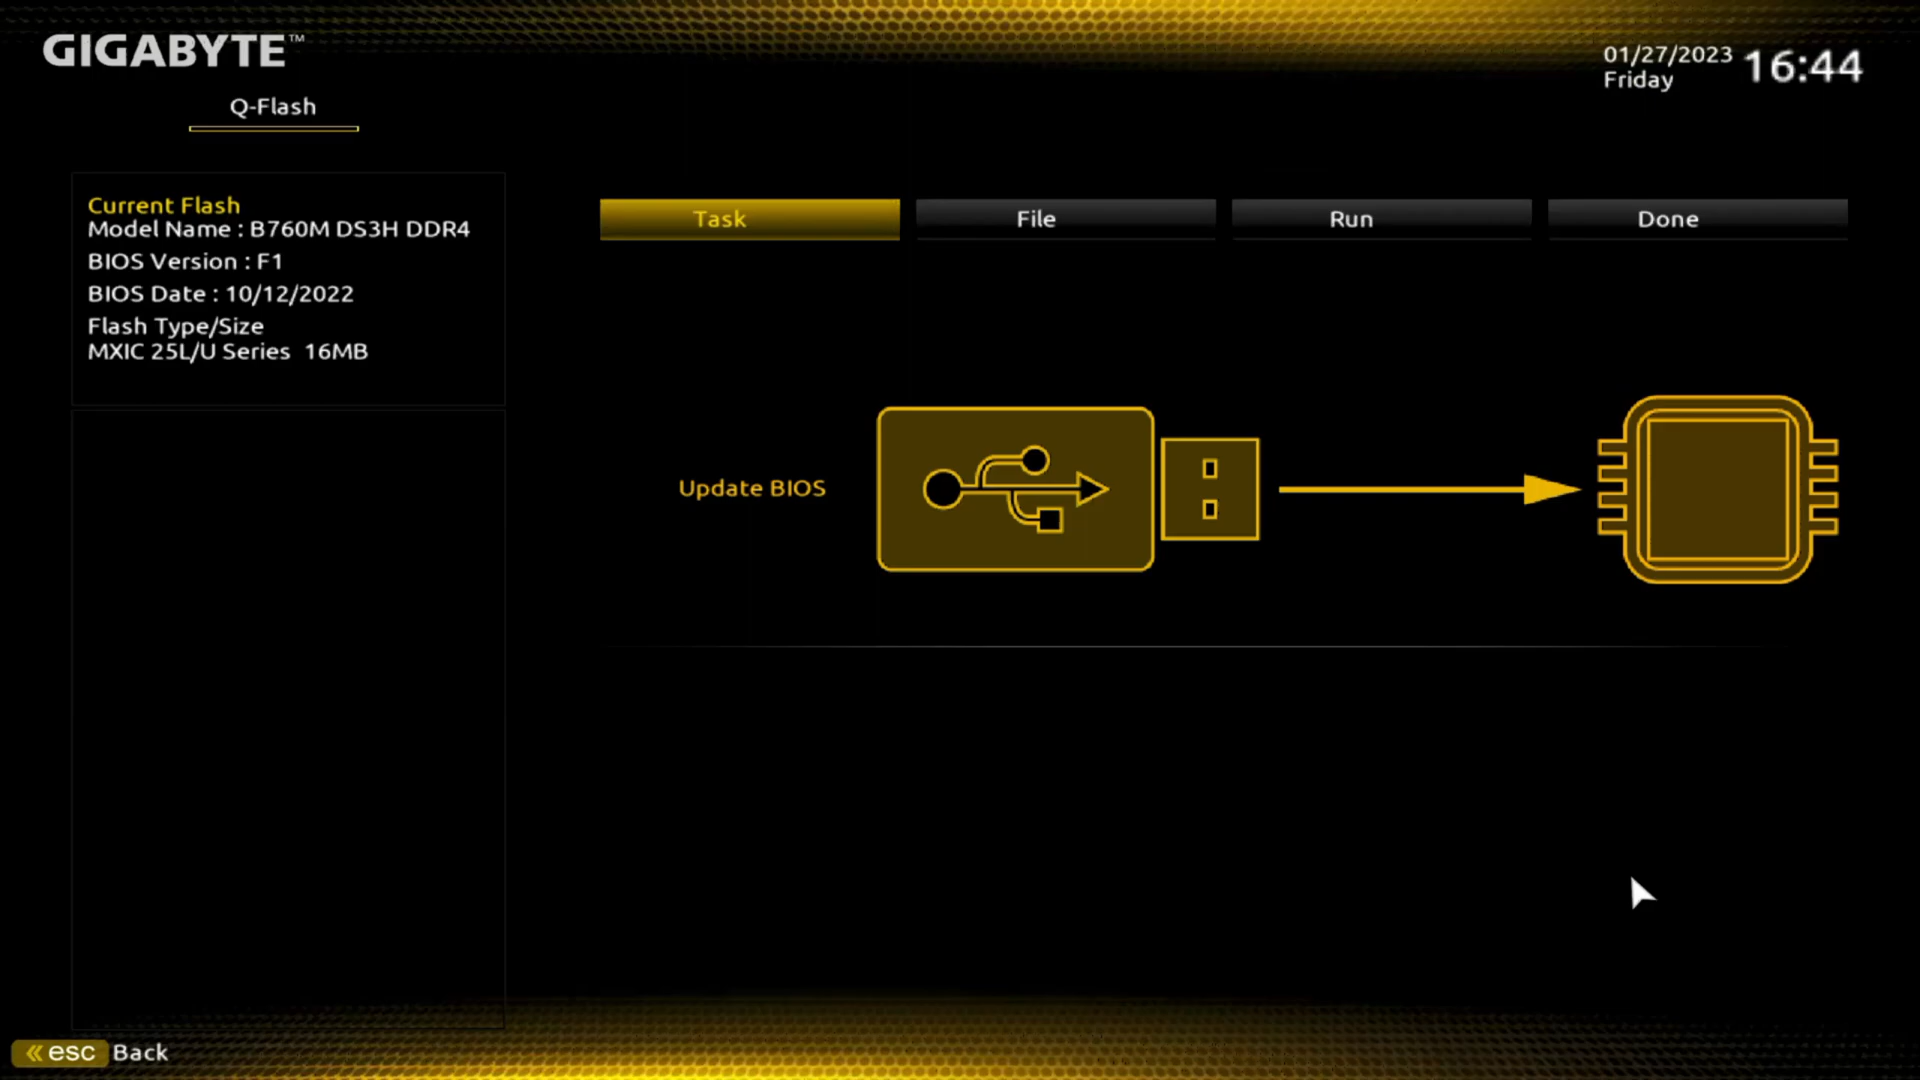 GIGABYTE™
01/27/2023
Friday
16:44
Q-Flash
Current Flash
Model Name : B760M DS3H DDR4
BIOS Version : F1
BIOS Date : 10/12/2022
Flash Type/Size
MXIC 25L/U Series  16MB
Task
File
Run
Done
Update BIOS
« esc Back